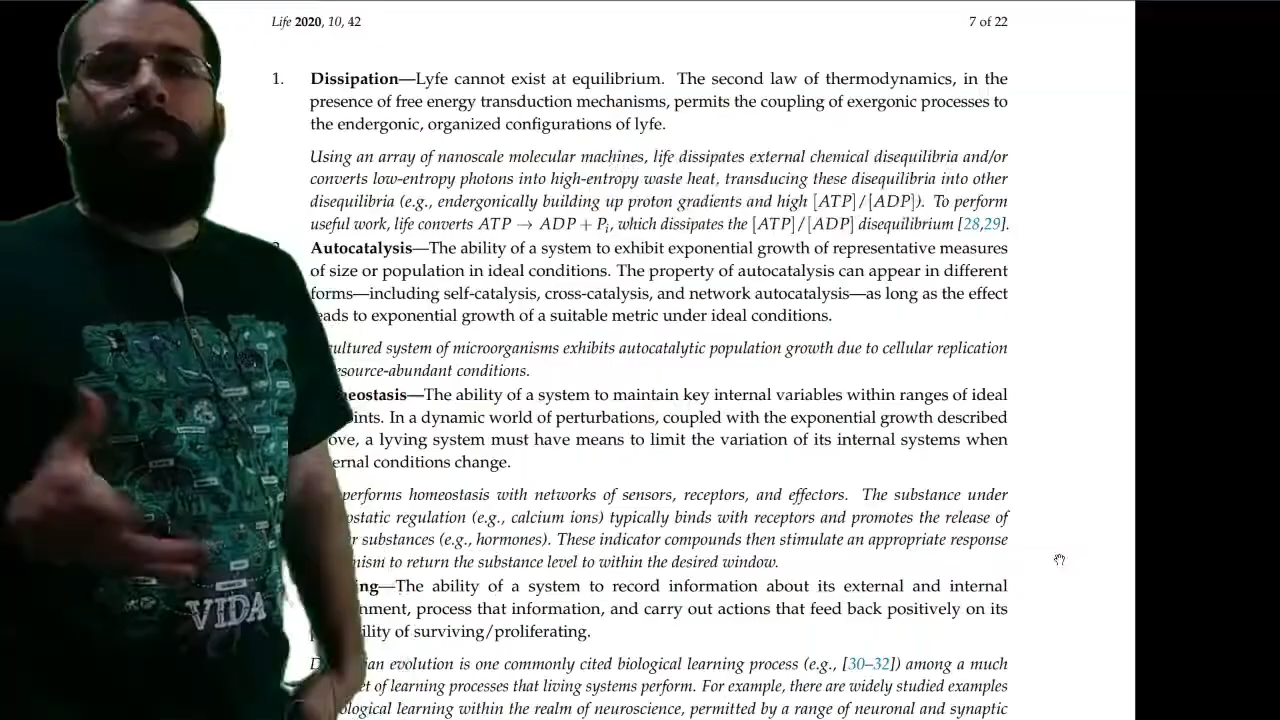 Life 2020, 10, 42
7 of 22
1. Dissipation—Lyfe cannot exist at equilibrium. The second law of thermodynamics, in the
presence of free energy transduction mechanisms, permits the coupling of exergonic processes to
the endergonic, organized configurations of lyfe.
Using an array of nanoscale molecular machines, life dissipates external chemical disequilibria and/or
converts low-entropy photons into high-entropy waste heat, transducing these disequilibria into other
disequilibria (e.g., endergonically building up proton gradients and high [ATP]/[ADP]). To perform
useful work, life converts ATP → ADP + Pi, which dissipates the [ATP]/[ADP] disequilibrium [28,29].
Autocatalysis—The ability of a system to exhibit exponential growth of representative measures
of size or population in ideal conditions. The property of autocatalysis can appear in different
forms—including self-catalysis, cross-catalysis, and network autocatalysis—as long as the effect
eads to exponential growth of a suitable metric under ideal conditions.
cultured system of microorganisms exhibits autocatalytic population growth due to cellular replication
esource-abundant conditions.
eostasis—The ability of a system to maintain key internal variables within ranges of ideal
ints. In a dynamic world of perturbations, coupled with the exponential growth described
ove, a lyving system must have means to limit the variation of its internal systems when
ernal conditions change.
performs homeostasis with networks of sensors, receptors, and effectors. The substance under
ostatic regulation (e.g., calcium ions) typically binds with receptors and promotes the release of
r substances (e.g., hormones). These indicator compounds then stimulate an appropriate response
nism to return the substance level to within the desired window.
ing—The ability of a system to record information about its external and internal
nment, process that information, and carry out actions that feed back positively on its
ility of surviving/proliferating.
ian evolution is one commonly cited biological learning process (e.g., [30–32]) among a much
et of learning processes that living systems perform. For example, there are widely studied examples
ological learning within the realm of neuroscience, permitted by a range of neuronal and synaptic
VIDA